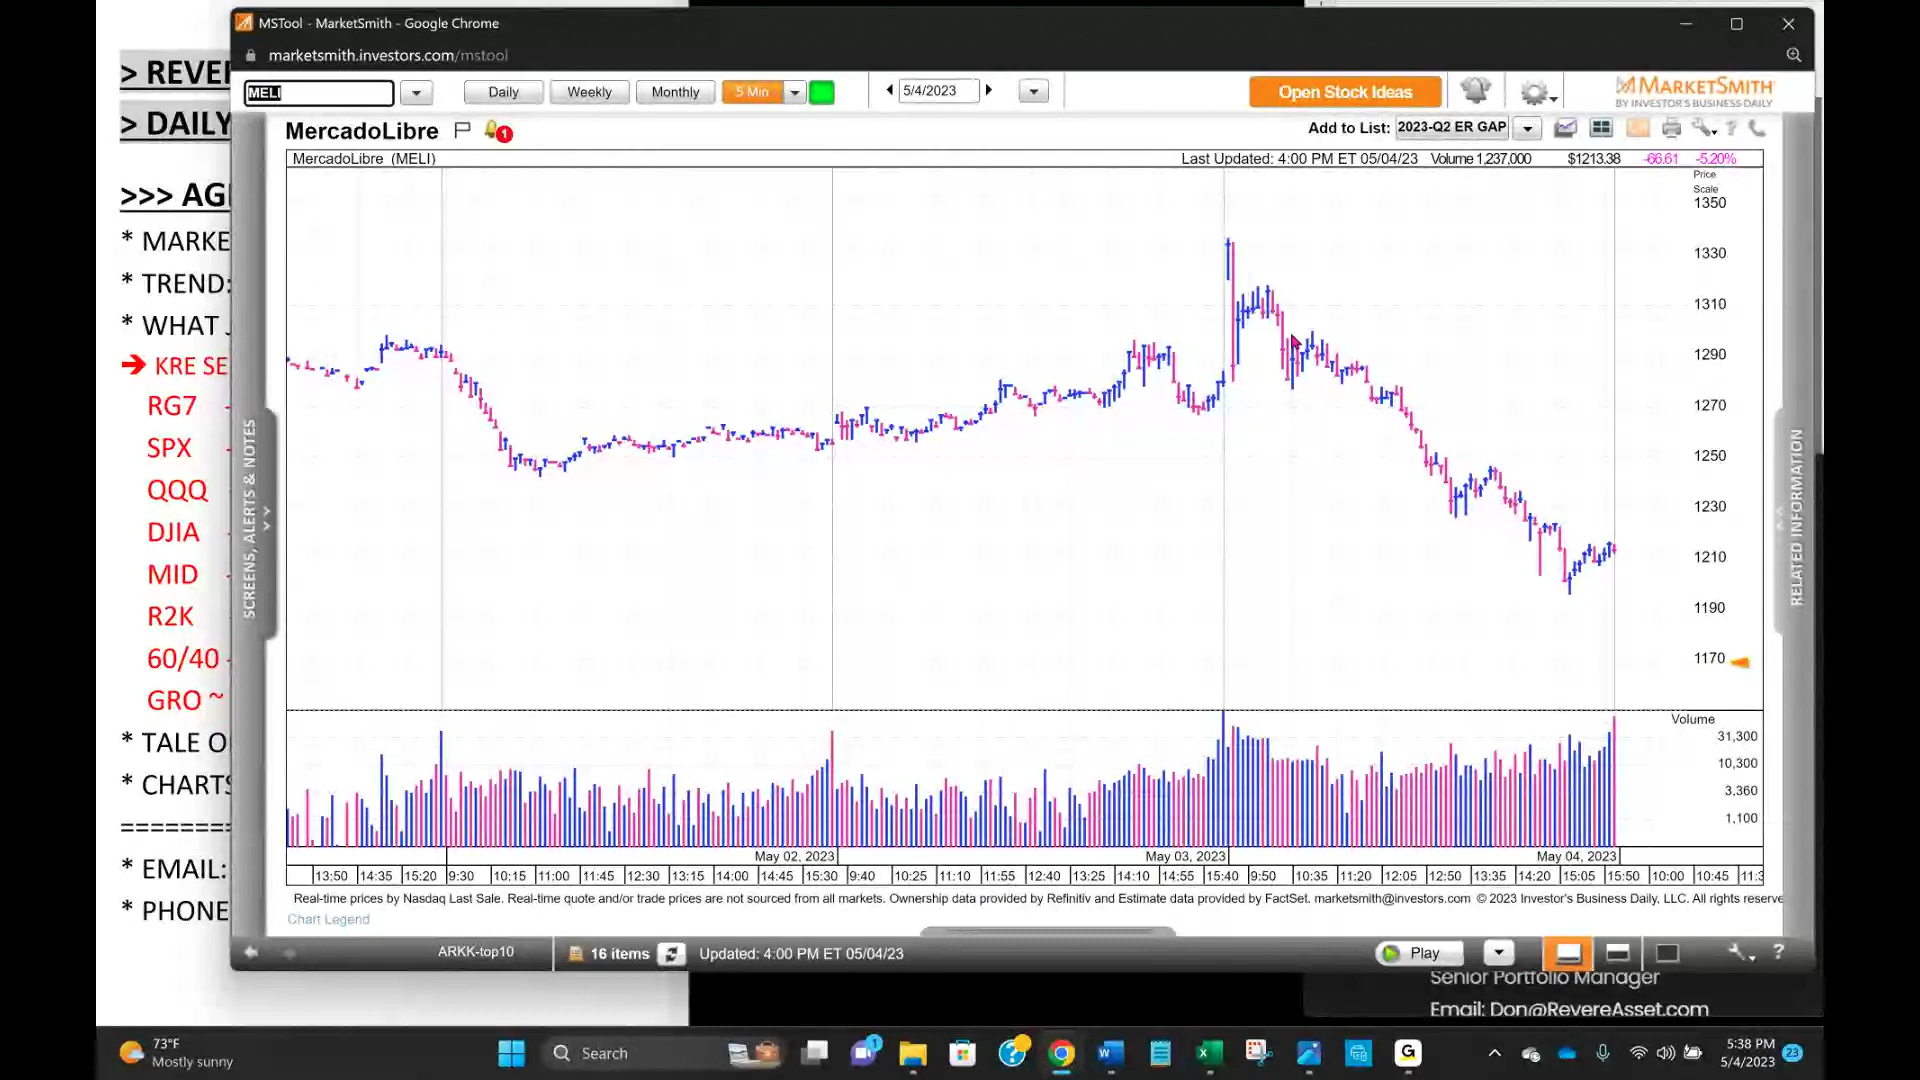 MSTool - MarketSmith - Google Chrome
marketsmith.investors.com/mstool
> REVER
> DAILY
>>> AG
* MARKE
* TREND:
* WHAT J
➔ KRE SE
RG7 -
SPX
QQQ
DJIA
MID -
R2K
60/40 -
GRO ~
* TALE O
* CHARTS
========
* EMAIL:
* PHONE
MELI
Daily
Weekly
Monthly
5 Min
5/4/2023
Open Stock Ideas
MARKETSMITH
BY INVESTOR'S BUSINESS DAILY
MercadoLibre
1
Add to List: 2023-Q2 ER GAP
MercadoLibre (MELI)
Last Updated: 4:00 PM ET 05/04/23 Volume 1,237,000 $1213.38 -66.61 -5.20%
Price
Scale
1350
1330
1310
1290
1270
1250
1230
1210
1190
1170
SCREENS, ALERTS & NOTES
RELATED INFORMATION
Volume
31,300
10,300
3,360
1,100
May 02, 2023
May 03, 2023
May 04, 2023
13:50 14:35 15:20 9:30 10:15 11:00 11:45 12:30 13:15 14:00 14:45 15:30 9:40 10:25 11:10 11:55 12:40 13:25 14:10 14:55 15:40 9:50 10:35 11:20 12:05 12:50 13:35 14:20 15:05 15:50 10:00 10:45 11:3
Real-time prices by Nasdaq Last Sale. Real-time quote and/or trade prices are not sourced from all markets. Ownership data provided by Refinitiv and Estimate data provided by FactSet. marketsmith@investors.com © 2023 Investor's Business Daily, LLC. All rights reserve
Chart Legend
ARKK-top10
16 items
Updated: 4:00 PM ET 05/04/23
Play
?
Senior Portfolio Manager
Email: Don@RevereAsset.com
73°F
Mostly sunny
Search
1
5:38 PM
5/4/2023
23